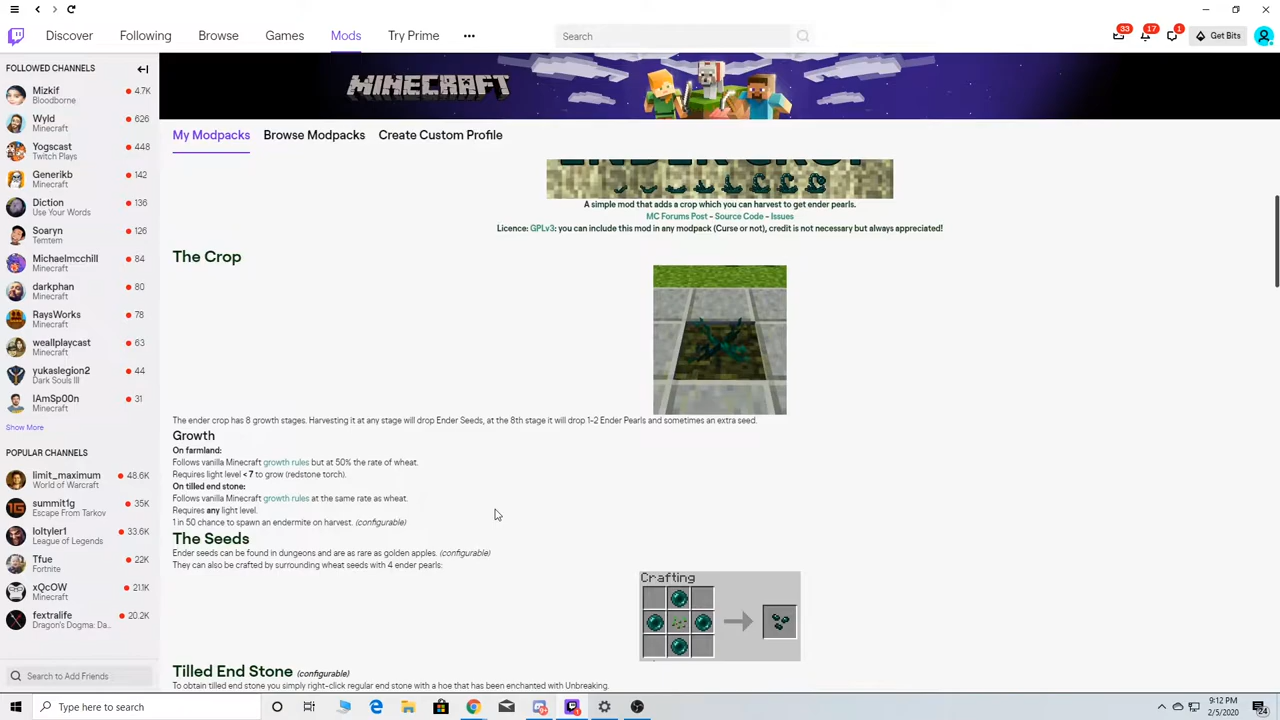 Discover
Following
Browse
Games
Mods
Try Prime
Search
33
17
1
Get Bits
FOLLOWED CHANNELS
Mizkif
Bloodborne
4.7K
Wyld
Minecraft
626
Yogscast
Twitch Plays
448
Generikb
Minecraft
142
Diction
Use Your Words
136
Soaryn
Temtem
126
Michaelmcchill
Minecraft
84
darkphan
Minecraft
80
RaysWorks
Minecraft
78
weallplaycast
Minecraft
63
yukaslegion2
Dark Souls III
44
IAmSp00n
Minecraft
31
Show More
POPULAR CHANNELS
limit_maximum
World of Warcraft
48.6K
summit1g
Escape From Tarkov
35K
loltyler1
League of Legends
33.6K
Tfue
Fortnite
22K
xQcOW
Minecraft
21.1K
fextralife
Dragon's Dogma: Da...
20.2K
Search to Add Friends
MINECRAFT
My Modpacks
Browse Modpacks
Create Custom Profile
A simple mod that adds a crop which you can harvest to get ender pearls.
MC Forums Post - Source Code - Issues
Licence: GPLv3: you can include this mod in any modpack (Curse or not), credit is not necessary but always appreciated!
The Crop
The ender crop has 8 growth stages. Harvesting it at any stage will drop Ender Seeds, at the 8th stage it will drop 1-2 Ender Pearls and sometimes an extra seed.
Growth
On farmland:
Follows vanilla Minecraft growth rules but at 50% the rate of wheat.
Requires light level < 7 to grow (redstone torch).
On tilled end stone:
Follows vanilla Minecraft growth rules at the same rate as wheat.
Requires any light level.
1 in 50 chance to spawn an endermite on harvest. (configurable)
The Seeds
Ender seeds can be found in dungeons and are as rare as golden apples. (configurable)
They can also be crafted by surrounding wheat seeds with 4 ender pearls:
Crafting
Tilled End Stone (configurable)
To obtain tilled end stone you simply right-click regular end stone with a hoe that has been enchanted with Unbreaking.
Type here to search
9:12 PM
2/5/2020
24